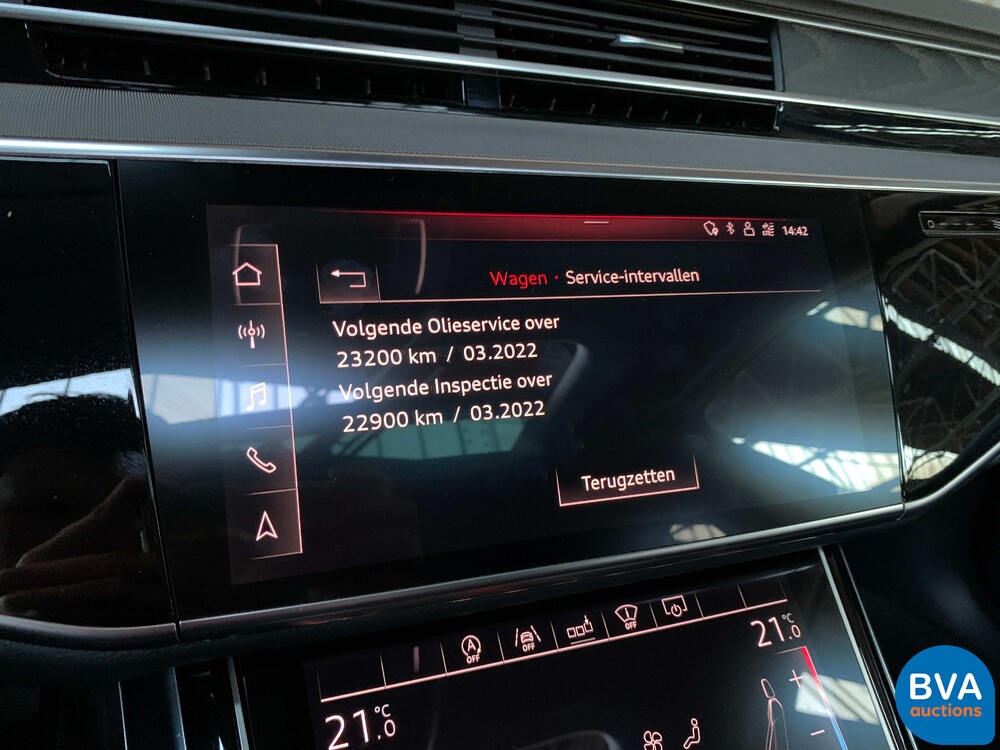 14:42
Wagen · Service-intervallen
Volgende Olieservice over
23200 km / 03.2022
Volgende Inspectie over
22900 km / 03.2022
Terugzetten
OFF
OFF
OFF
21.0 °C
21.0 °C
BVA
auctions